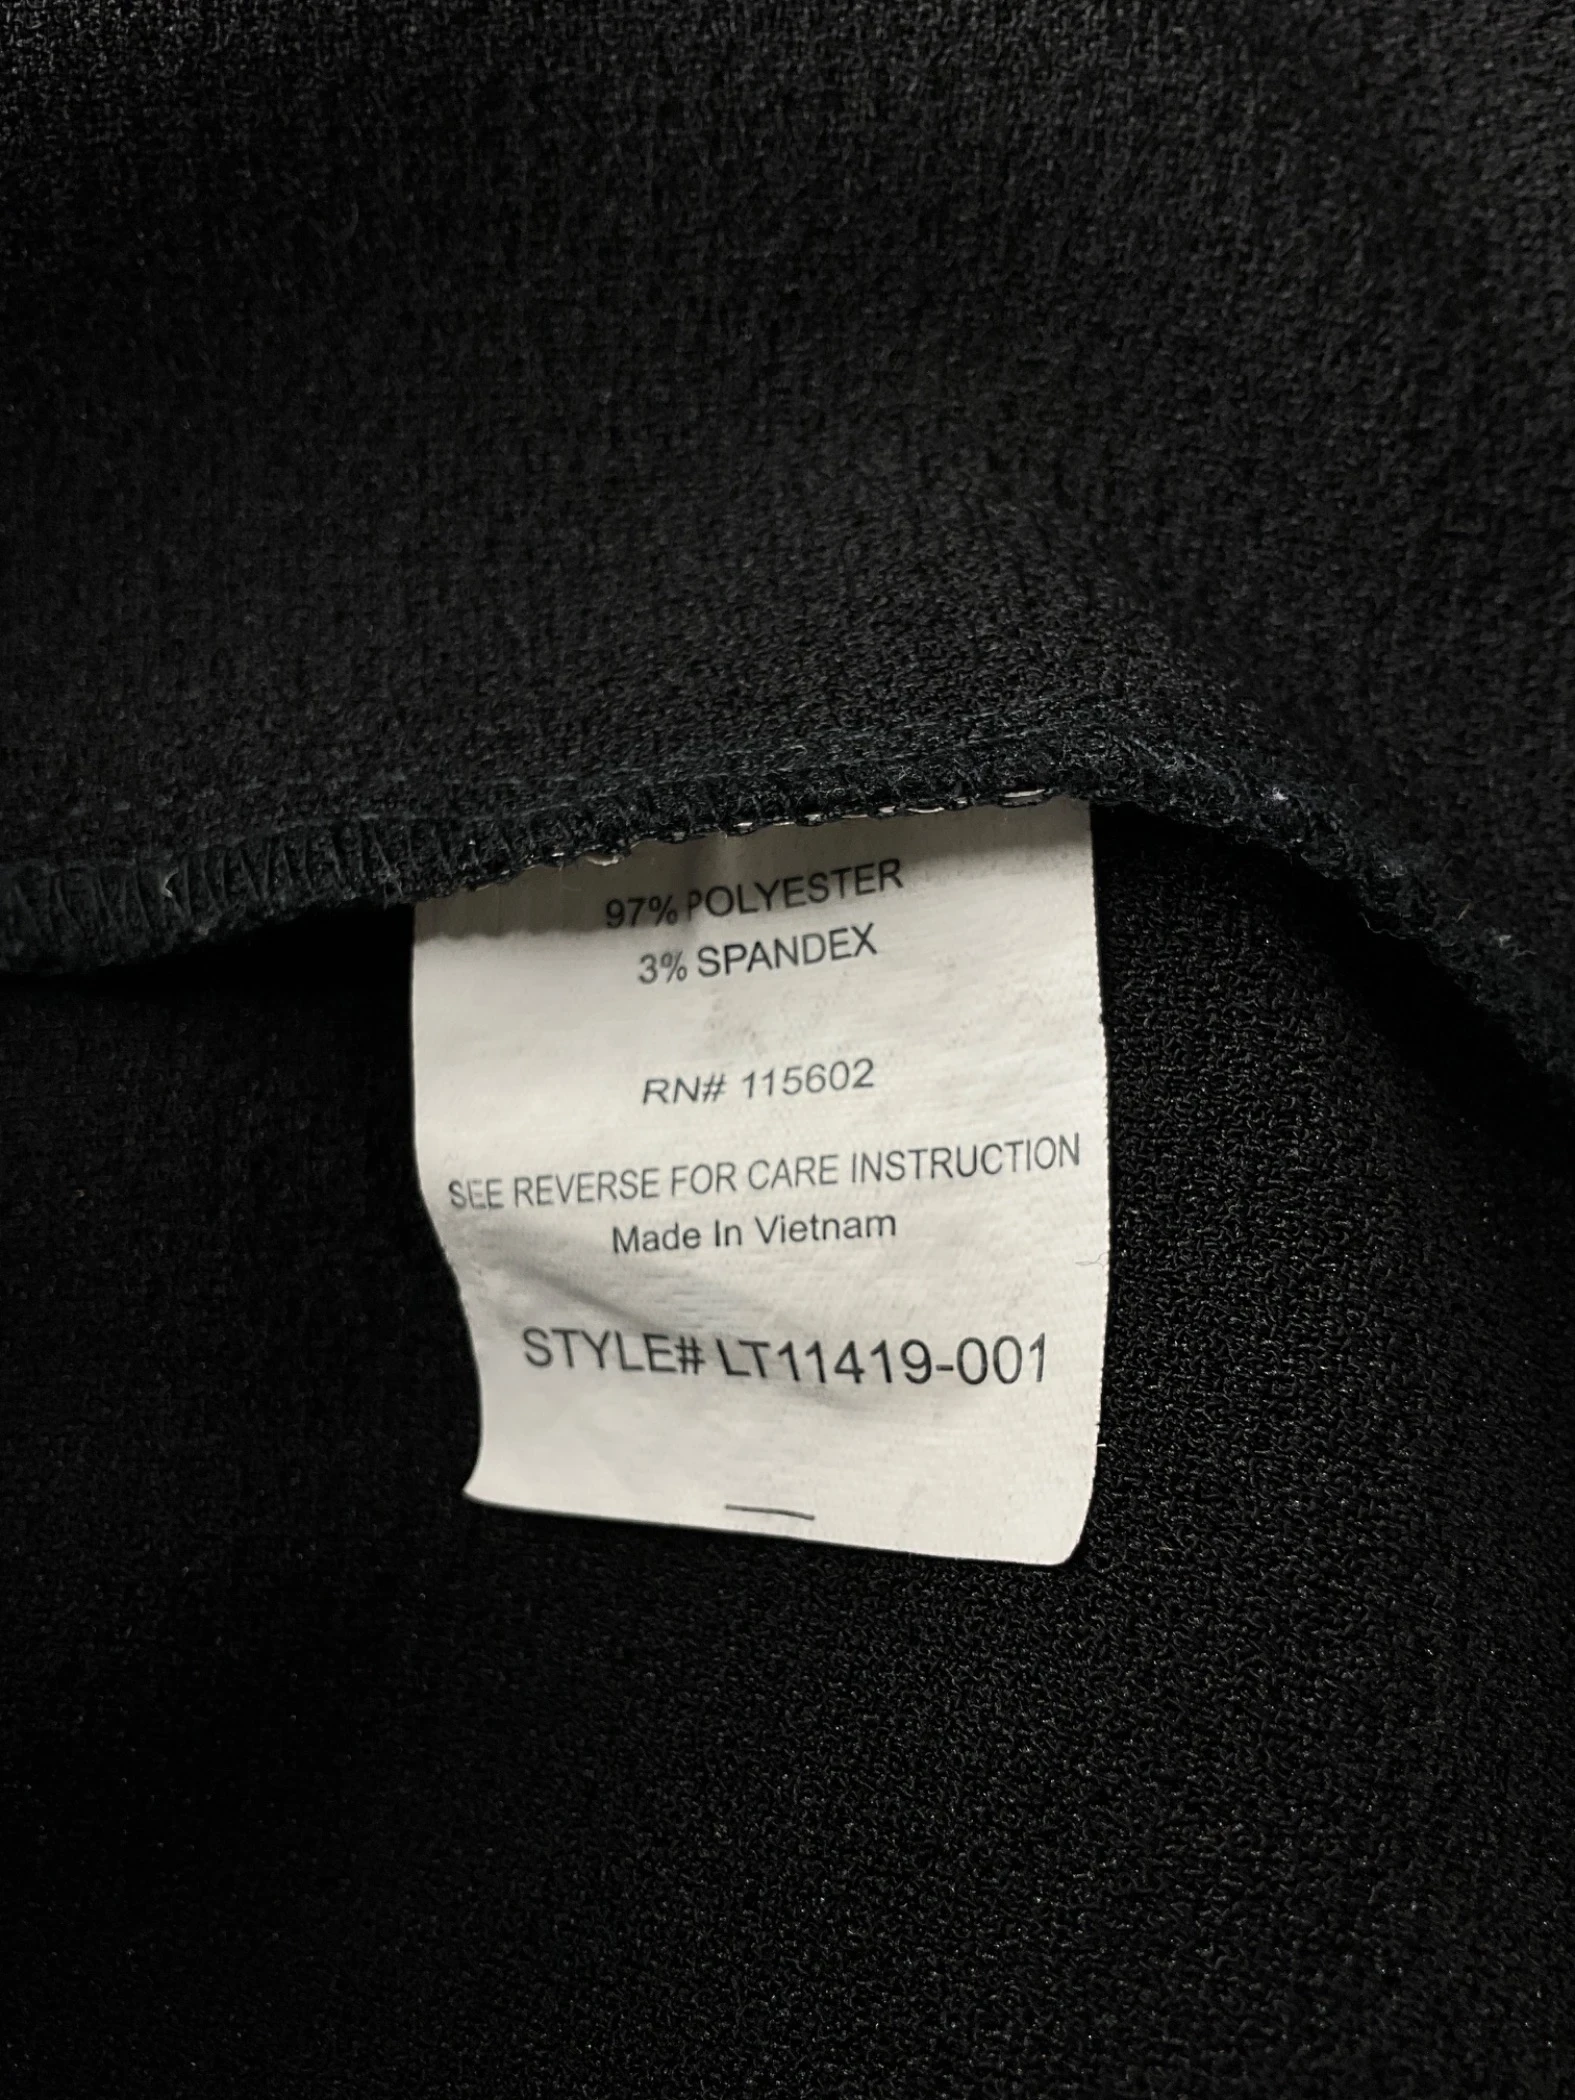 97% POLYESTER
3% SPANDEX
RN# 115602
SEE REVERSE FOR CARE INSTRUCTION
Made In Vietnam
STYLE# LT11419-001